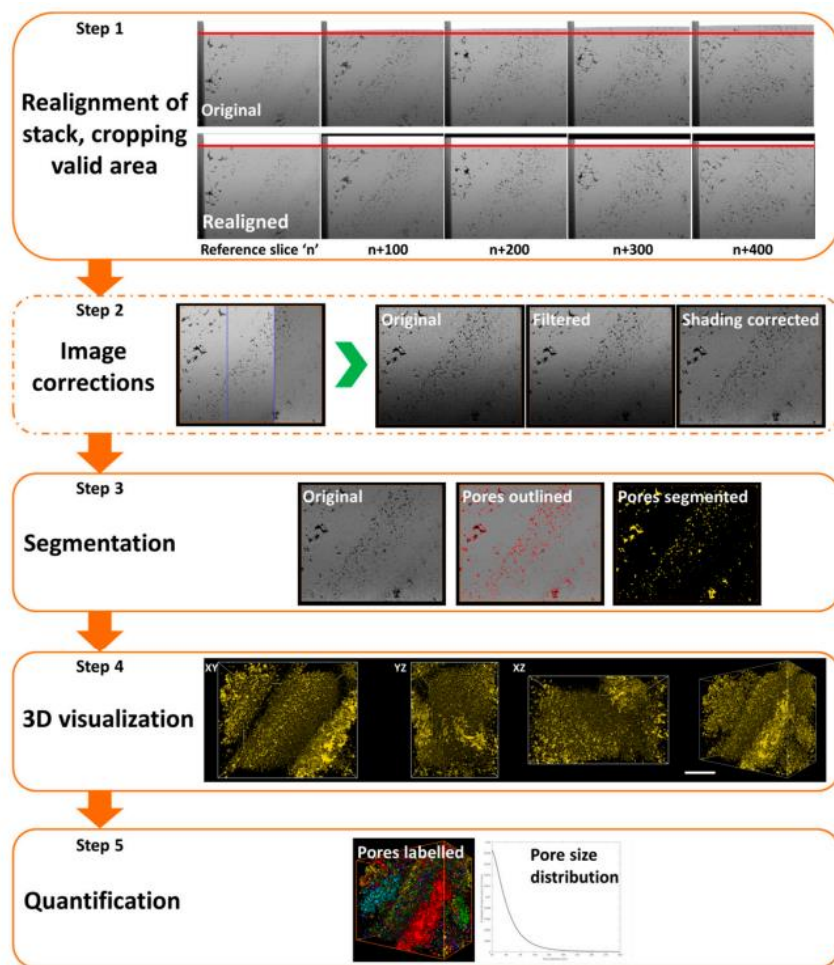 Step 1
Realignment of
stack, cropping
valid area
Original
Realigned
Reference slice ‘n’
n+100
n+200
n+300
n+400
Step 2
Image
corrections
Original
Filtered
Shading corrected
Step 3
Segmentation
Original
Pores outlined
Pores segmented
Step 4
3D visualization
XY
YZ
XZ
Step 5
Quantification
Pores labelled
Pore size
distribution